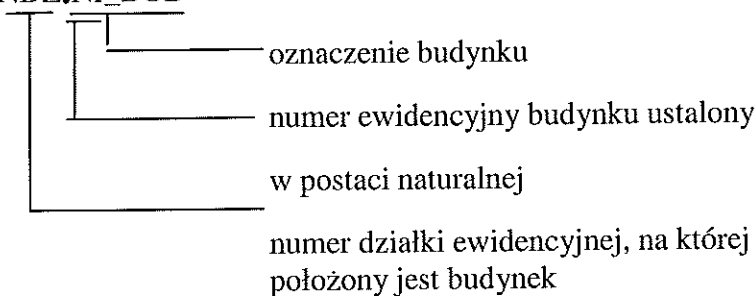 oznaczenie budynku
numer ewidencyjny budynku ustalony
w postaci naturalnej
numer działki ewidencyjnej, na której
położony jest budynek